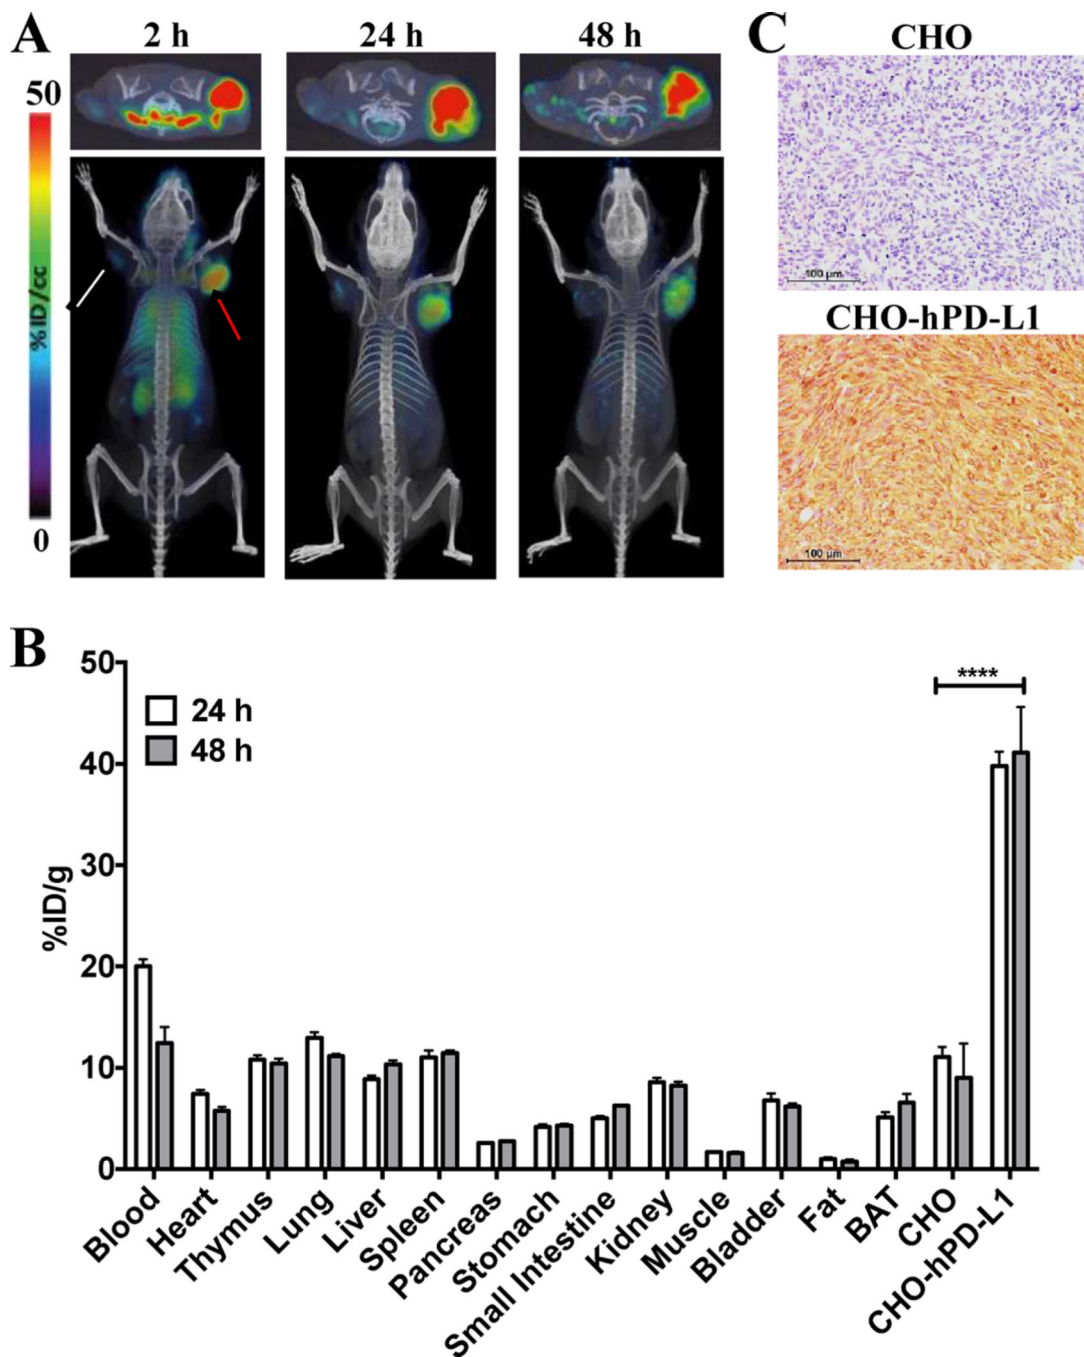 A
2 h
24 h
48 h
50
%ID/cc
0
C
CHO
100 µm
CHO-hPD-L1
100 µm
B
50
40
30
20
10
0
%ID/g
24 h
48 h
****
Blood
Heart
Thymus
Lung
Liver
Spleen
Pancreas
Stomach
Small Intestine
Kidney
Muscle
Bladder
Fat
BAT
CHO
CHO-hPD-L1